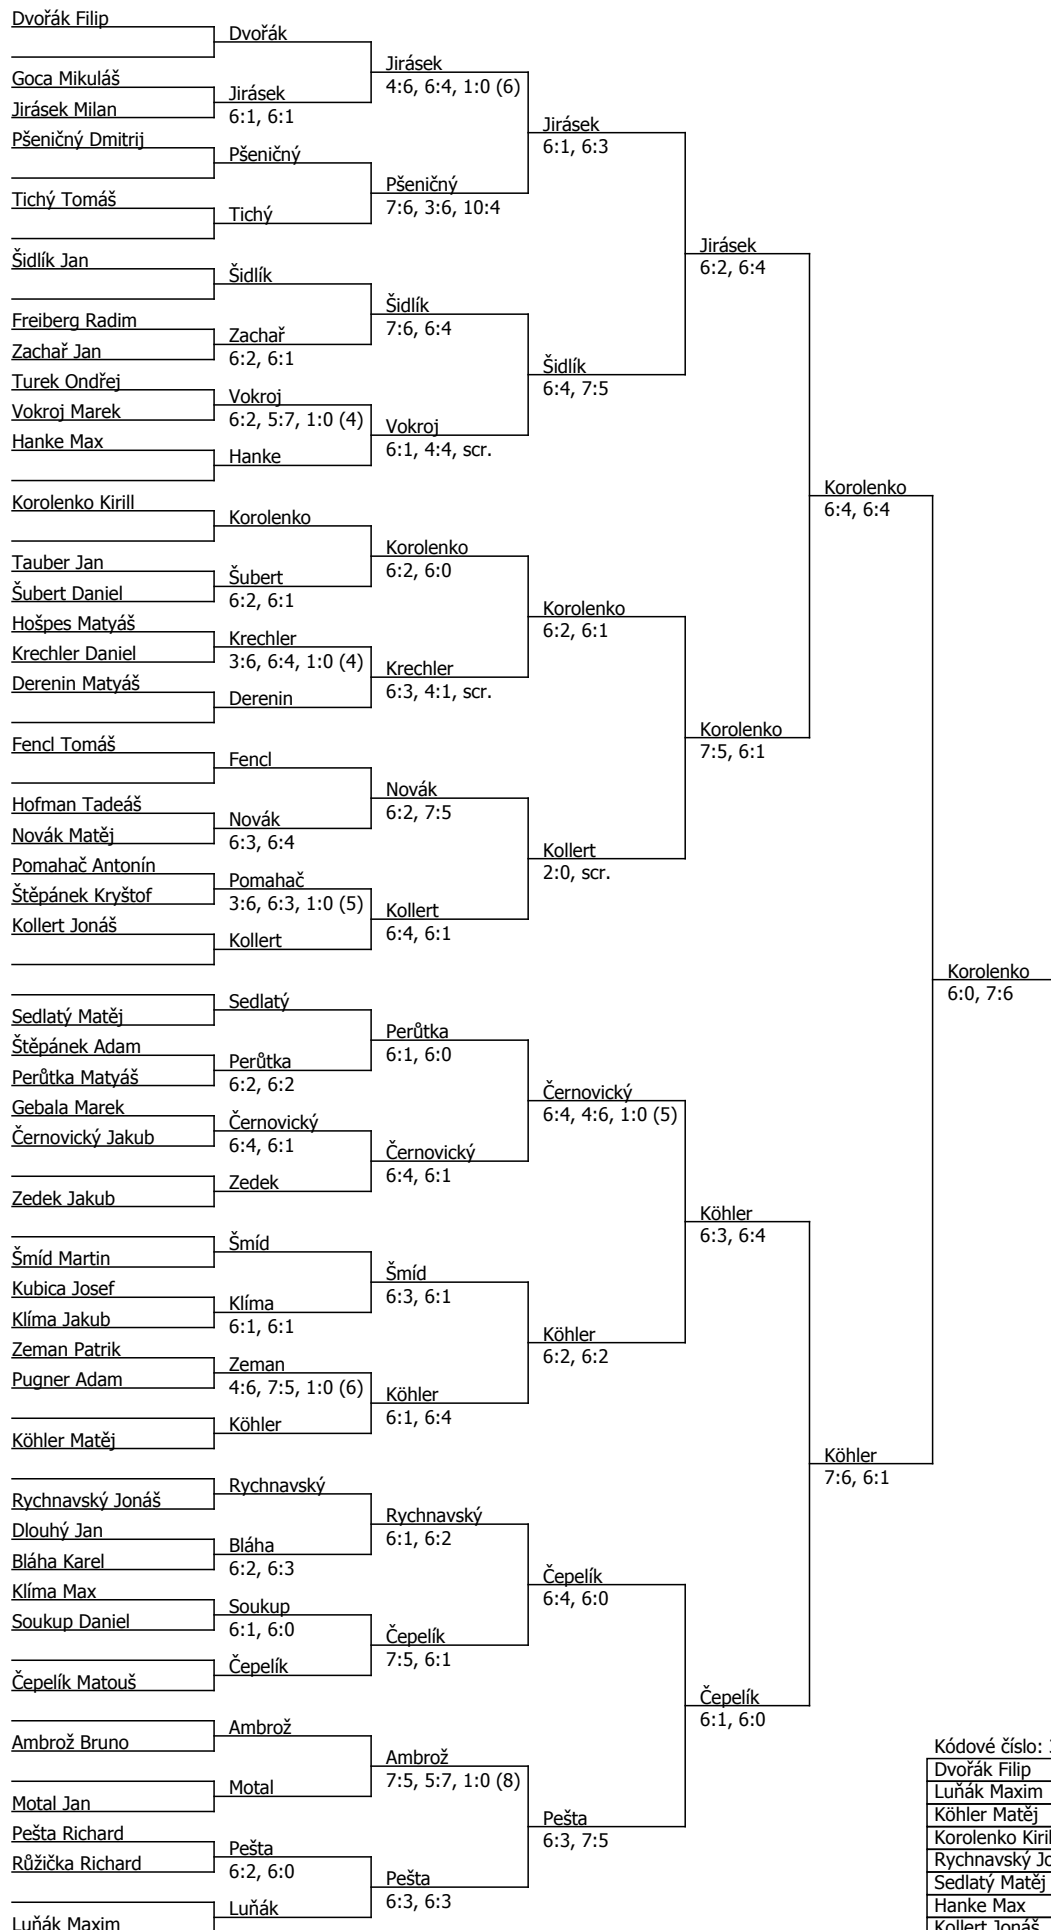 Dvořák Filip
Goca Mikuláš
Jirásek Milan
Pšeničný Dmitrij
Tichý Tomáš
Šidlík Jan
Freiberg Radim
Zachař Jan
Turek Ondřej
Vokroj Marek
Hanke Max
Korolenko Kirill
Tauber Jan
Šubert Daniel
Hošpes Matyáš
Krechler Daniel
Derenin Matyáš
Fencl Tomáš
Hofman Tadeáš
Novák Matěj
Pomahač Antonín
Štěpánek Kryštof
Kollert Jonáš
Sedlatý Matěj
Štěpánek Adam
Perůtka Matyáš
Gebala Marek
Černovický Jakub
Zedek Jakub
Šmíd Martin
Kubica Josef
Klíma Jakub
Zeman Patrik
Pugner Adam
Köhler Matěj
Rychnavský Jonáš
Dlouhý Jan
Bláha Karel
Klíma Max
Soukup Daniel
Čepelík Matouš
Ambrož Bruno
Motal Jan
Pešta Richard
Růžička Richard
Luňák Maxim
Dvořák
Jirásek
6:1, 6:1
Pšeničný
Tichý
Šidlík
Zachař
6:2, 6:1
Vokroj
6:2, 5:7, 1:0 (4)
Hanke
Korolenko
Šubert
6:2, 6:1
Krechler
3:6, 6:4, 1:0 (4)
Derenin
Fencl
Novák
6:3, 6:4
Pomahač
3:6, 6:3, 1:0 (5)
Kollert
Sedlatý
Perůtka
6:2, 6:2
Černovický
6:4, 6:1
Zedek
Šmíd
Klíma
6:1, 6:1
Zeman
4:6, 7:5, 1:0 (6)
Köhler
Rychnavský
Bláha
6:2, 6:3
Soukup
6:1, 6:0
Čepelík
Ambrož
Motal
Pešta
6:2, 6:0
Luňák
Jirásek
4:6, 6:4, 1:0 (6)
Pšeničný
7:6, 3:6, 10:4
Šidlík
7:6, 6:4
Vokroj
6:1, 4:4, scr.
Korolenko
6:2, 6:0
Krechler
6:3, 4:1, scr.
Novák
6:2, 7:5
Kollert
6:4, 6:1
Perůtka
6:1, 6:0
Černovický
6:4, 6:1
Šmíd
6:3, 6:1
Köhler
6:1, 6:4
Rychnavský
6:1, 6:2
Čepelík
7:5, 6:1
Ambrož
7:5, 5:7, 1:0 (8)
Pešta
6:3, 6:3
Jirásek
6:1, 6:3
Šidlík
6:4, 7:5
Korolenko
6:2, 6:1
Kollert
2:0, scr.
Černovický
6:4, 4:6, 1:0 (5)
Köhler
6:2, 6:2
Čepelík
6:4, 6:0
Pešta
6:3, 7:5
Jirásek
6:2, 6:4
Korolenko
7:5, 6:1
Köhler
6:3, 6:4
Čepelík
6:1, 6:0
Korolenko
6:4, 6:4
Köhler
7:6, 6:1
Korolenko
6:0, 7:6
Kódové číslo:
Dvořák Filip
Luňák Maxim
Köhler Matěj
Korolenko Kiri
Rychnavský Jo
Sedlatý Matěj
Hanke Max
Kollert Jonáš